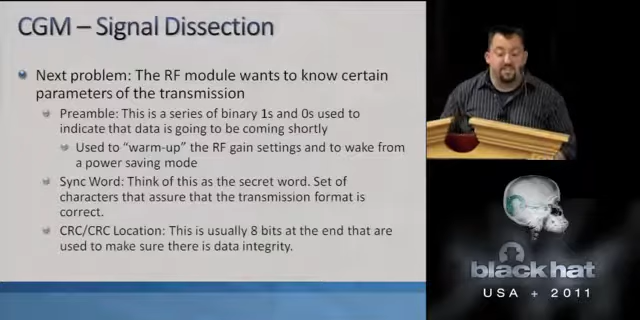 CGM – Signal Dissection
Next problem: The RF module wants to know certain
parameters of the transmission
Preamble: This is a series of binary 1s and 0s used to
indicate that data is going to be coming shortly
Used to “warm-up” the RF gain settings and to wake from
a power saving mode
Sync Word: Think of this as the secret word. Set of
characters that assure that the transmission format is
correct.
CRC/CRC Location: This is usually 8 bits at the end that are
used to make sure there is data integrity.
black hat
USA + 2011